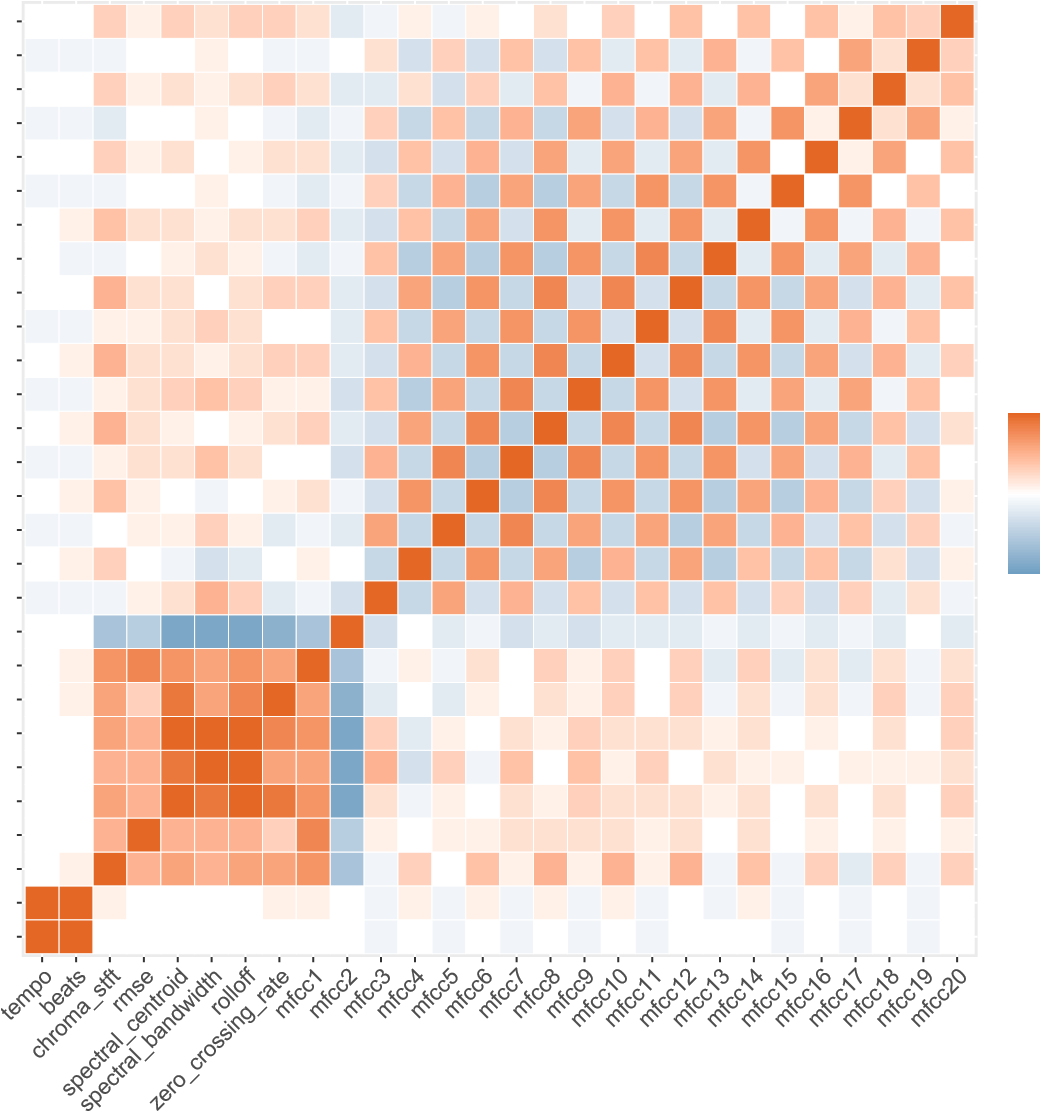 tempo
beats
chroma_stft
rmse
spectral_centroid
spectral_bandwidth
rolloff
zero_crossing_rate
mfcc1
mfcc2
mfcc3
mfcc4
mfcc5
mfcc6
mfcc7
mfcc8
mfcc9
mfcc10
mfcc11
mfcc12
mfcc13
mfcc14
mfcc15
mfcc16
mfcc17
mfcc18
mfcc19
mfcc20